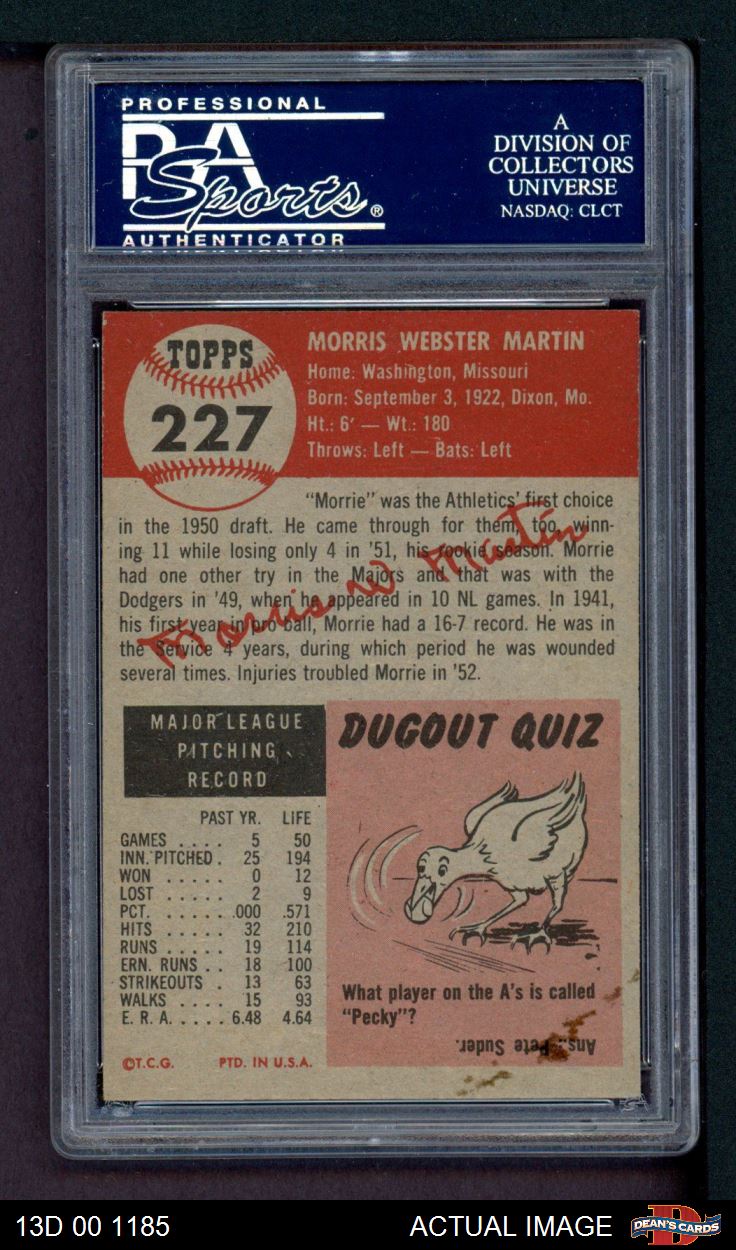 PROFESSIONAL
PSA
Sports®
AUTHENTICATOR
A
DIVISION OF
COLLECTORS
UNIVERSE
NASDAQ: CLCT
TOPPS
227
MORRIS WEBSTER MARTIN
Home: Washington, Missouri
Born: September 3, 1922, Dixon, Mo.
Ht.: 6' — Wt.: 180
Throws: Left — Bats: Left
"Morrie" was the Athletics' first choice
in the 1950 draft. He came through for them, too, winn-
ing 11 while losing only 4 in '51, his rookie season. Morrie
had one other try in the Majors and that was with the
Dodgers in '49, when he appeared in 10 NL games. In 1941,
his first year in pro ball, Morrie had a 16-7 record. He was in
the Service 4 years, during which period he was wounded
several times. Injuries troubled Morrie in '52.
Morris W Martin
MAJOR LEAGUE
PITCHING
RECORD
PAST YR. LIFE
GAMES .... 5 50
INN. PITCHED . 25 194
WON ..... 0 12
LOST ..... 2 9
PCT. ..... .000 .571
HITS ..... 32 210
RUNS .... 19 114
ERN. RUNS .. 18 100
STRIKEOUTS . 13 63
WALKS .... 15 93
E. R. A. ..... 6.48 4.64
©T.C.G. PTD. IN U.S.A.
DUGOUT QUIZ
What player on the A's is called
"Pecky"?
Ans.: Pete Suder.
13D 00 1185
ACTUAL IMAGE
DEAN'S CARDS